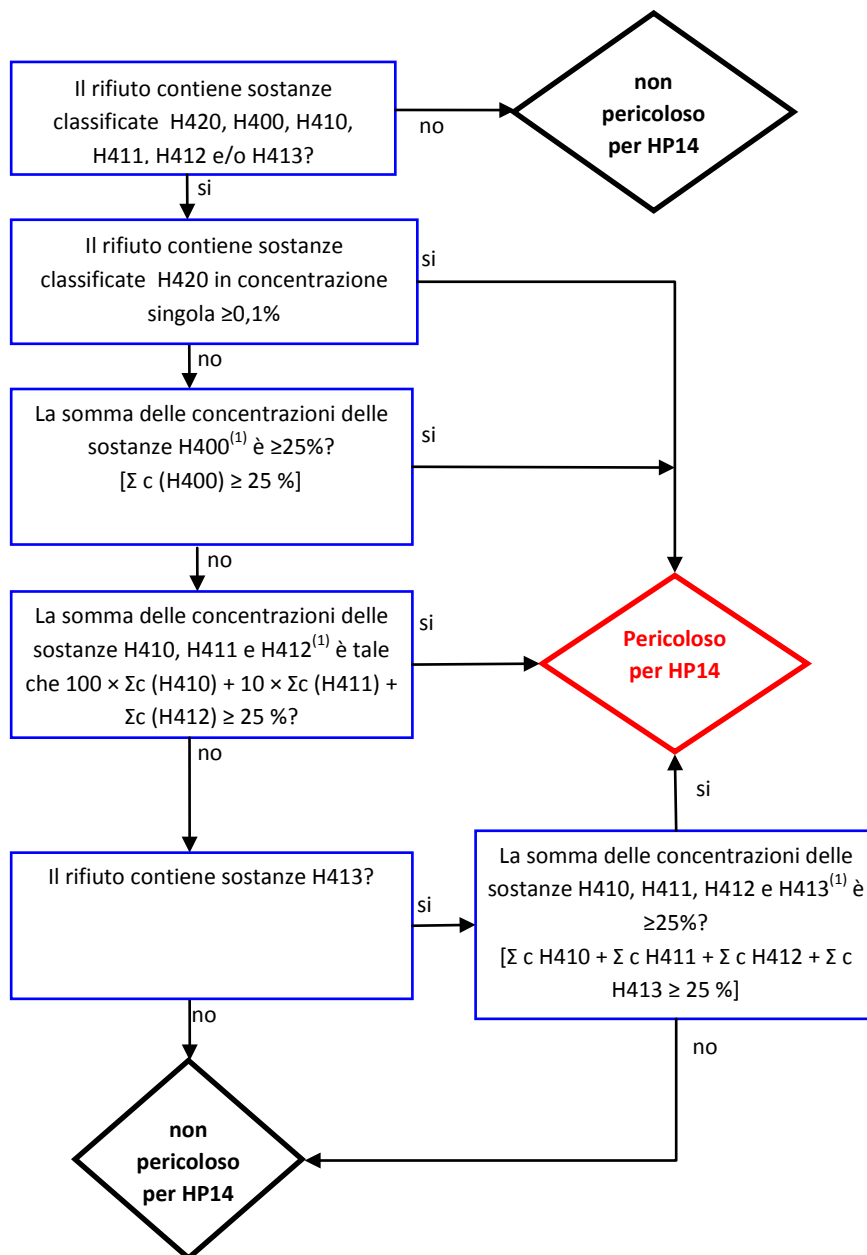 Il rifiuto contiene sostanze
classificate H420, H400, H410,
H411, H412 e/o H413?
no
non
pericoloso
per HP14
si
Il rifiuto contiene sostanze
classificate H420 in concentrazione
singola ≥0,1%
si
no
La somma delle concentrazioni delle
sostanze H400(1) è ≥25%?
[Σ c (H400) ≥ 25 %]
si
no
La somma delle concentrazioni delle
sostanze H410, H411 e H412(1) è tale
che 100 × Σc (H410) + 10 × Σc (H411) +
Σc (H412) ≥ 25 %?
si
Pericoloso
per HP14
no
Il rifiuto contiene sostanze H413?
si
La somma delle concentrazioni delle
sostanze H410, H411, H412 e H413(1) è
≥25%?
[Σ c H410 + Σ c H411 + Σ c H412 + Σ c
H413 ≥ 25 %]
si
no
no
non
pericoloso
per HP14